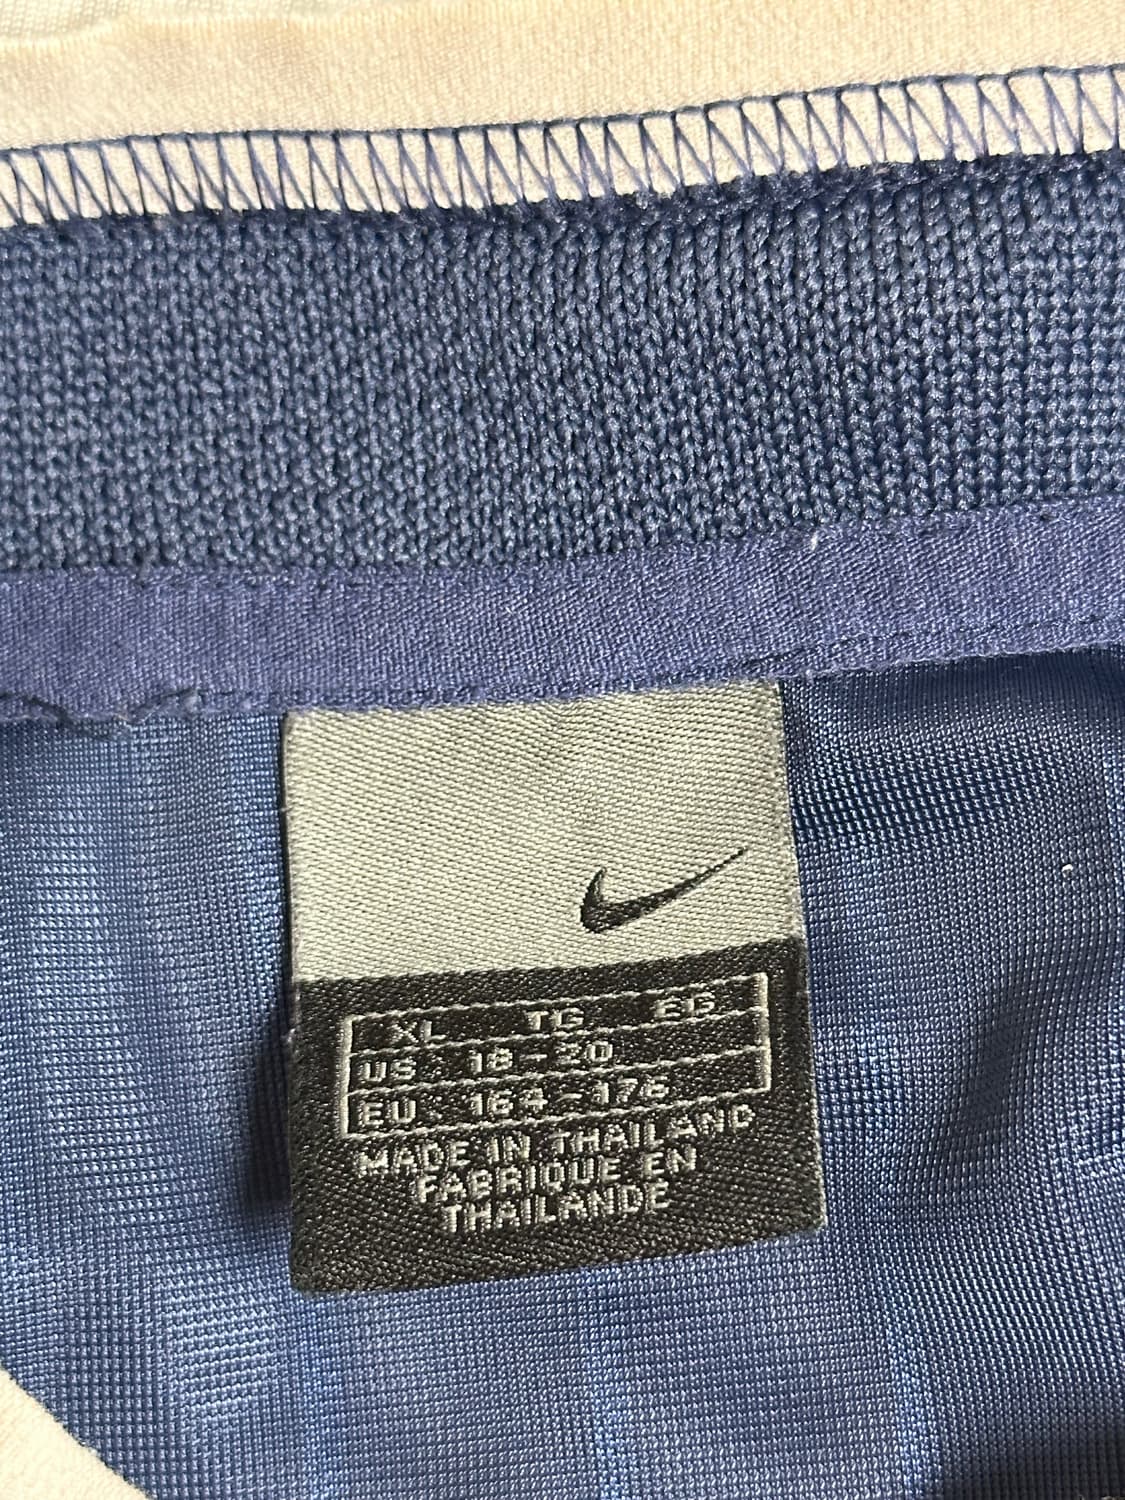 XL TG EG
US: 18-20
EU: 164-176
MADE IN THAILAND
FABRIQUE EN
THAILANDE